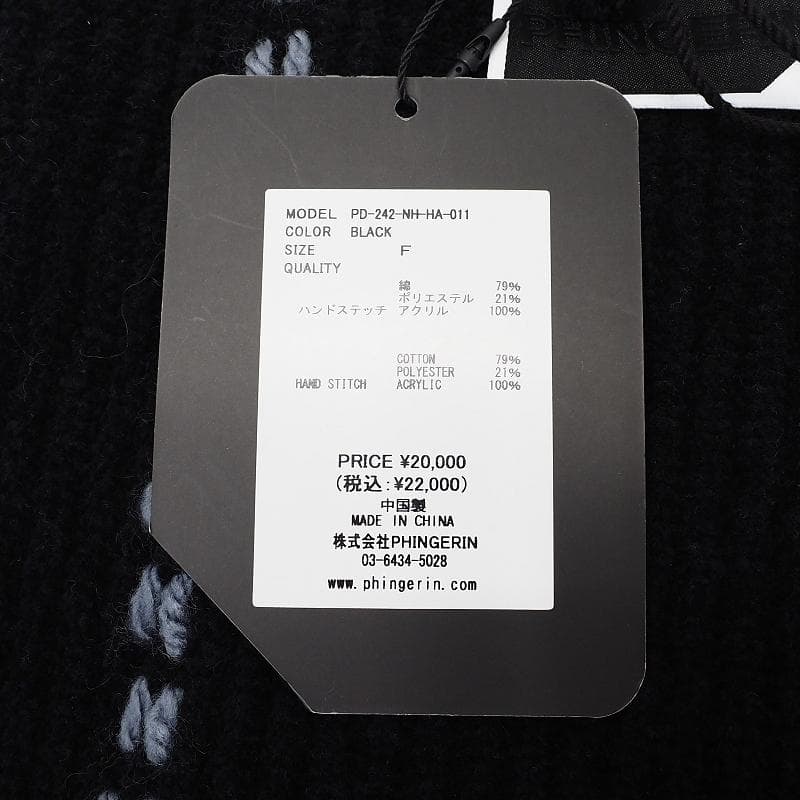 PHING
MODEL PD-242-NH-HA-011
COLOR BLACK
SIZE F
QUALITY
綿 79%
ポリエステル 21%
ハンドステッチ アクリル 100%
COTTON 79%
POLYESTER 21%
HAND STITCH ACRYLIC 100%
PRICE ¥20,000
(税込:¥22,000)
中国製
MADE IN CHINA
株式会社PHINGERIN
03-6434-5028
www.phingerin.com